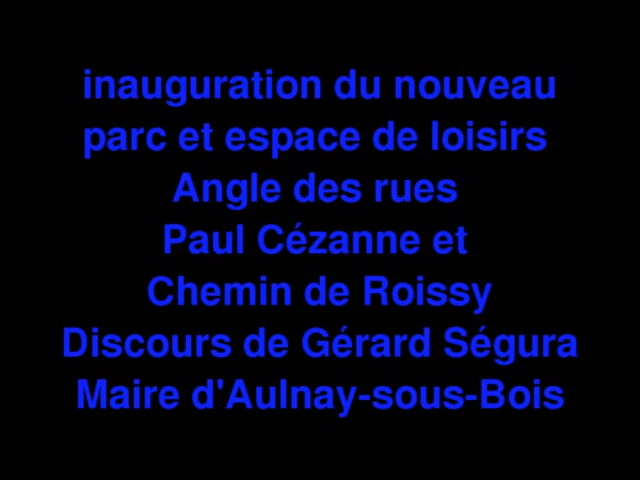 inauguration du nouveau
parc et espace de loisirs
Angle des rues
Paul Cézanne et
Chemin de Roissy
Discours de Gérard Ségura
Maire d'Aulnay-sous-Bois